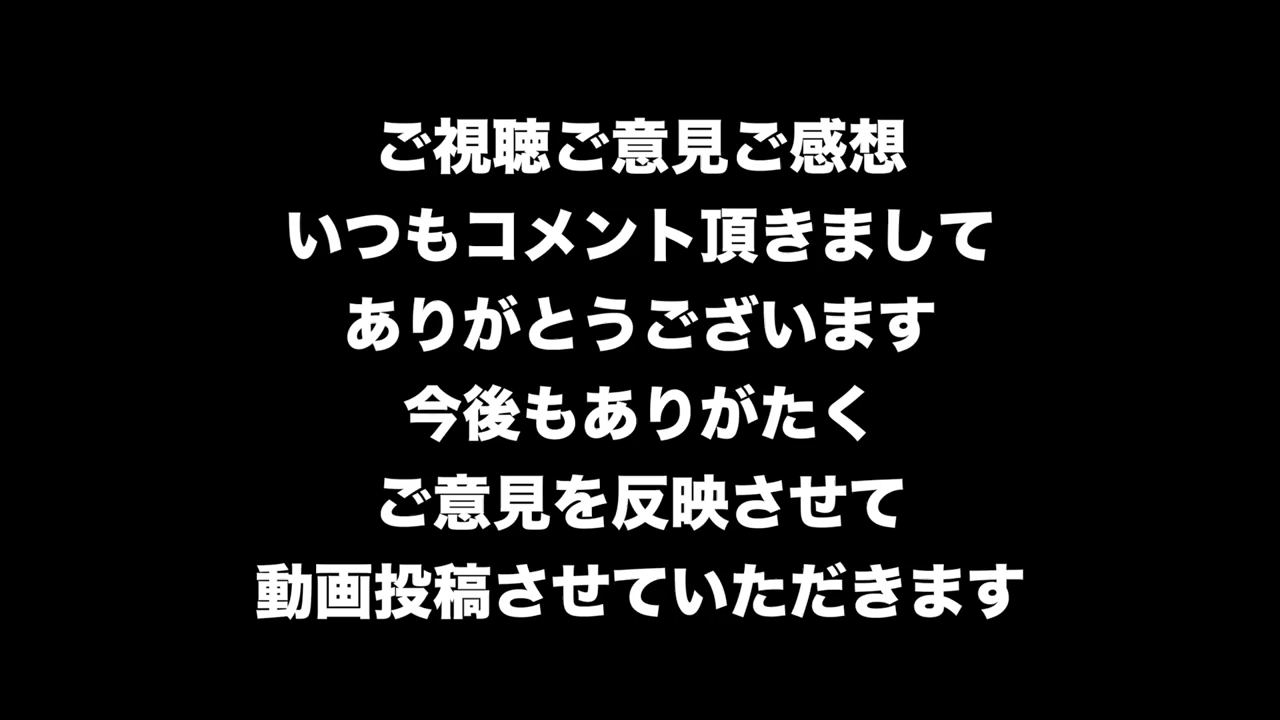 ご視聴ご意見ご感想
いつもコメント頂きまして
ありがとうございます
今後もありがたく
ご意見を反映させて
動画投稿させていただきます